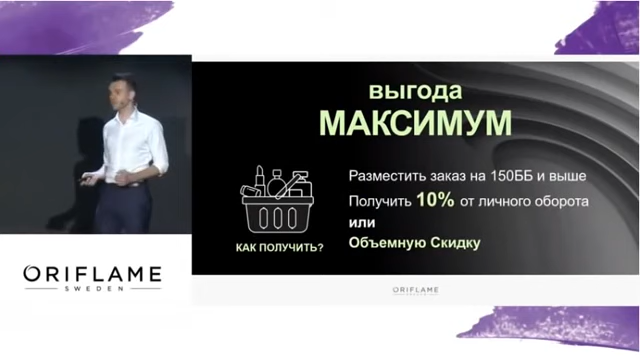 выгода
МАКСИМУМ
Разместить заказ на 150ББ и выше
Получить 10% от личного оборота
или
Объемную Скидку
КАК ПОЛУЧИТЬ?
ORIFLAME
SWEDEN
ORIFLAME